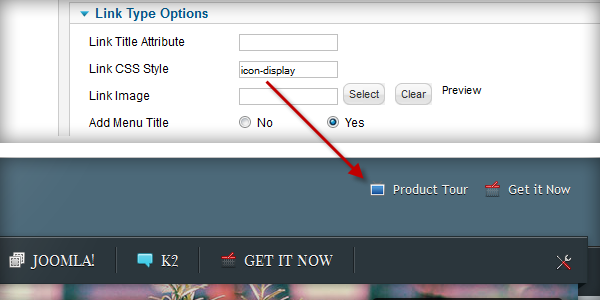 Link Type Options
Link Title Attribute
Link CSS Style icon-display
Link Image Select Clear Preview
Add Menu Title No Yes
Product Tour Get it Now
JOOMLA! K2 GET IT NOW